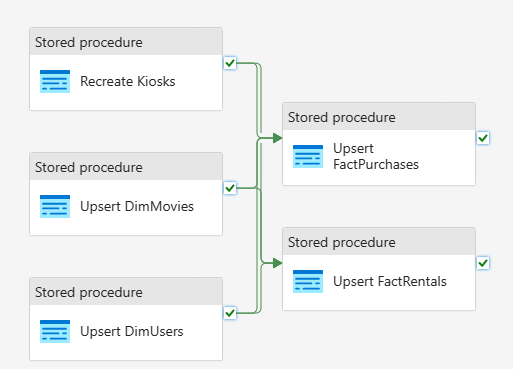 Stored procedure
Recreate Kiosks
Stored procedure
Upsert DimMovies
Stored procedure
Upsert DimUsers
Stored procedure
Upsert
FactPurchases
Stored procedure
Upsert FactRentals